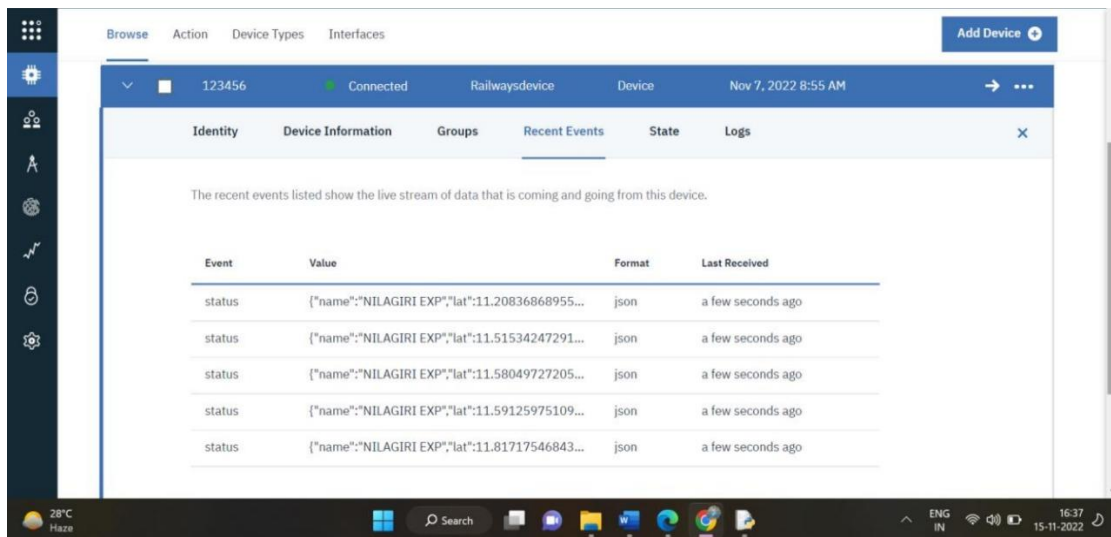 Browse Action Device Types Interfaces Add Device
123456 Connected Railwaysdevice Device Nov 7, 2022 8:55 AM
Identity Device Information Groups Recent Events State Logs
The recent events listed show the live stream of data that is coming and going from this device.
Event Value Format Last Received
status {"name":"NILAGIRI EXP","lat":11.20836868955... json a few seconds ago
status {"name":"NILAGIRI EXP","lat":11.51534247291... json a few seconds ago
status {"name":"NILAGIRI EXP","lat":11.58049727205... json a few seconds ago
status {"name":"NILAGIRI EXP","lat":11.59125975109... json a few seconds ago
status {"name":"NILAGIRI EXP","lat":11.81717546843... json a few seconds ago
28°C Search ENG 16:37
Haze IN 15-11-2022